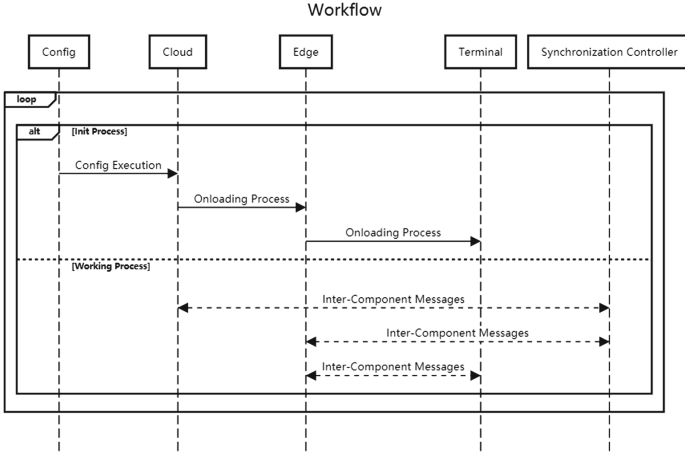 Workflow
Config
Cloud
Edge
Terminal
Synchronization Controller
loop
alt
[Init Process]
Config Execution
Onloading Process
Onloading Process
[Working Process]
Inter-Component Messages
Inter-Component Messages
Inter-Component Messages